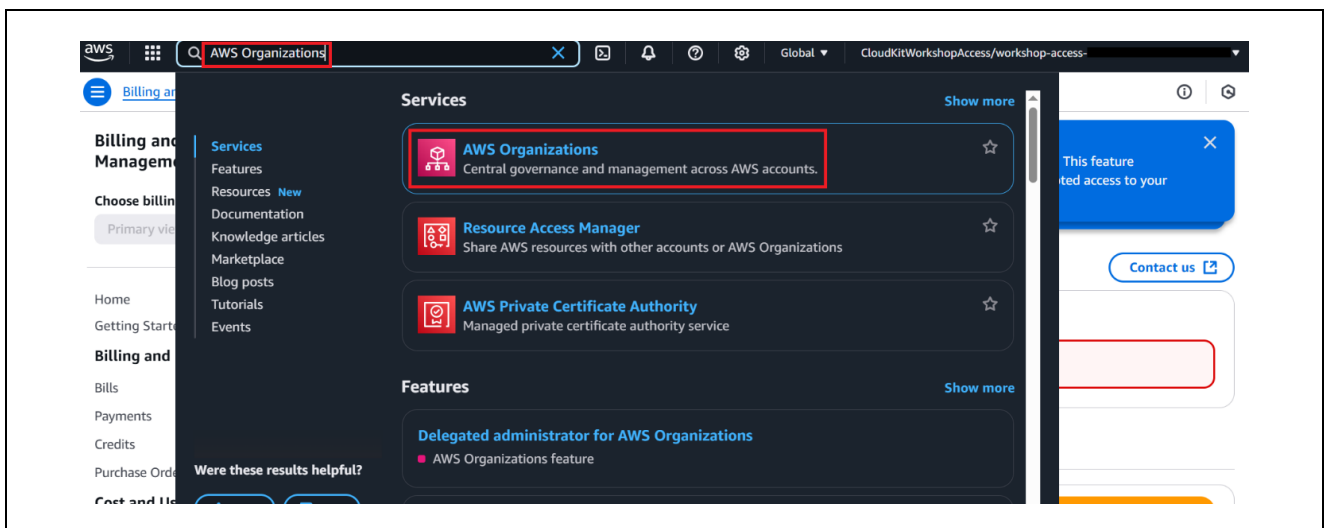 aws
AWS Organizations
Global
CloudKitWorkshopAccess/workshop-access-
Billing an
Billing and
Managem
Choose billin
Primary vie
Home
Getting Starte
Billing and
Bills
Payments
Credits
Purchase Orde
Cost and Us
Services
Features
Resources New
Documentation
Knowledge articles
Marketplace
Blog posts
Tutorials
Events
Were these results helpful?
Services
Show more
AWS Organizations
Central governance and management across AWS accounts.
Resource Access Manager
Share AWS resources with other accounts or AWS Organizations
AWS Private Certificate Authority
Managed private certificate authority service
Features
Show more
Delegated administrator for AWS Organizations
AWS Organizations feature
This feature
ted access to your
Contact us